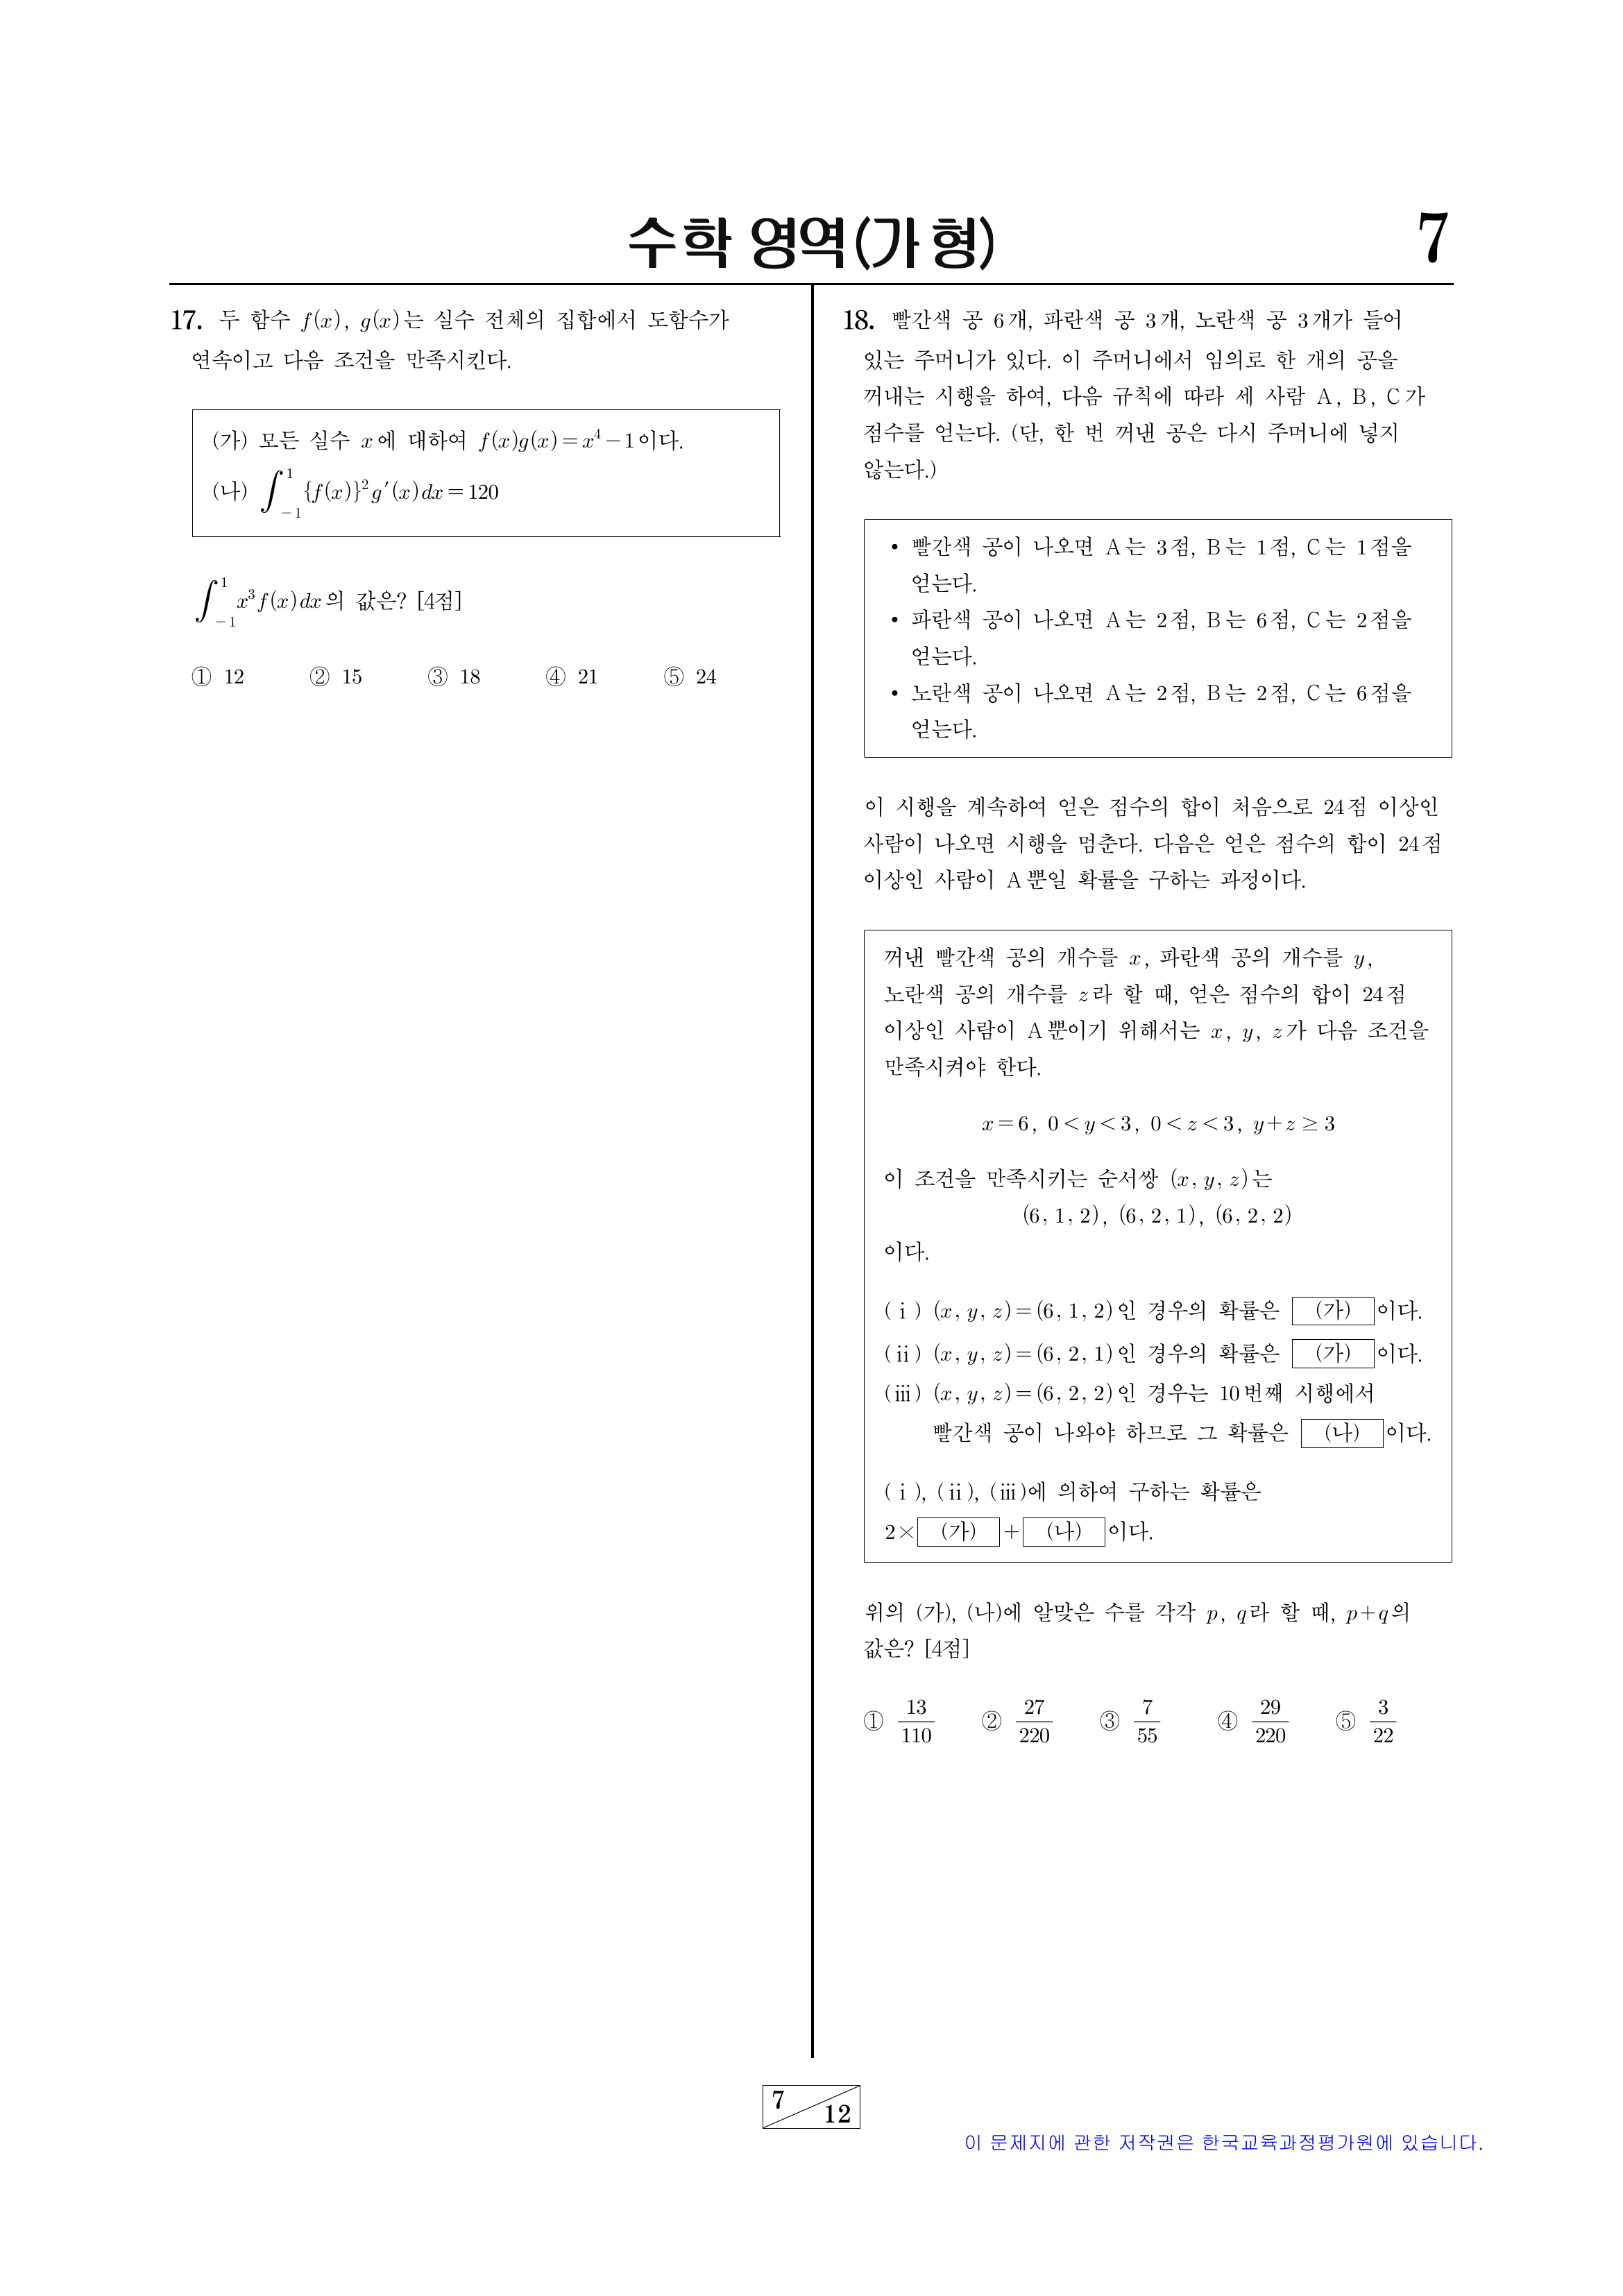 수학 영역(가 형)
7
17. 두 함수 f(x), g(x)는 실수 전체의 집합에서 도함수가
연속이고 다음 조건을 만족시킨다.
(가) 모든 실수 x에 대하여 f(x)g(x)=x⁴-1이다.
(나) ∫₋₁¹ {f(x)}²g′(x)dx=120
∫₋₁¹ x³f(x)dx의 값은? [4점]
① 12 ② 15 ③ 18 ④ 21 ⑤ 24
18. 빨간색 공 6개, 파란색 공 3개, 노란색 공 3개가 들어
있는 주머니가 있다. 이 주머니에서 임의로 한 개의 공을
꺼내는 시행을 하여, 다음 규칙에 따라 세 사람 A, B, C가
점수를 얻는다. (단, 한 번 꺼낸 공은 다시 주머니에 넣지
않는다.)
• 빨간색 공이 나오면 A는 3점, B는 1점, C는 1점을
얻는다.
• 파란색 공이 나오면 A는 2점, B는 6점, C는 2점을
얻는다.
• 노란색 공이 나오면 A는 2점, B는 2점, C는 6점을
얻는다.
이 시행을 계속하여 얻은 점수의 합이 처음으로 24점 이상인
사람이 나오면 시행을 멈춘다. 다음은 얻은 점수의 합이 24점
이상인 사람이 A뿐일 확률을 구하는 과정이다.
꺼낸 빨간색 공의 개수를 x, 파란색 공의 개수를 y,
노란색 공의 개수를 z라 할 때, 얻은 점수의 합이 24점
이상인 사람이 A뿐이기 위해서는 x, y, z가 다음 조건을
만족시켜야 한다.
x=6, 0<y<3, 0<z<3, y+z≥3
이 조건을 만족시키는 순서쌍 (x, y, z)는
(6, 1, 2), (6, 2, 1), (6, 2, 2)
이다.
(ⅰ) (x, y, z)=(6, 1, 2)인 경우의 확률은 (가) 이다.
(ⅱ) (x, y, z)=(6, 2, 1)인 경우의 확률은 (가) 이다.
(ⅲ) (x, y, z)=(6, 2, 2)인 경우는 10번째 시행에서
빨간색 공이 나와야 하므로 그 확률은 (나) 이다.
(ⅰ), (ⅱ), (ⅲ)에 의하여 구하는 확률은
2× (가) + (나) 이다.
위의 (가), (나)에 알맞은 수를 각각 p, q라 할 때, p+q의
값은? [4점]
① 13/110 ② 27/220 ③ 7/55 ④ 29/220 ⑤ 3/22
7
12
이 문제지에 관한 저작권은 한국교육과정평가원에 있습니다.